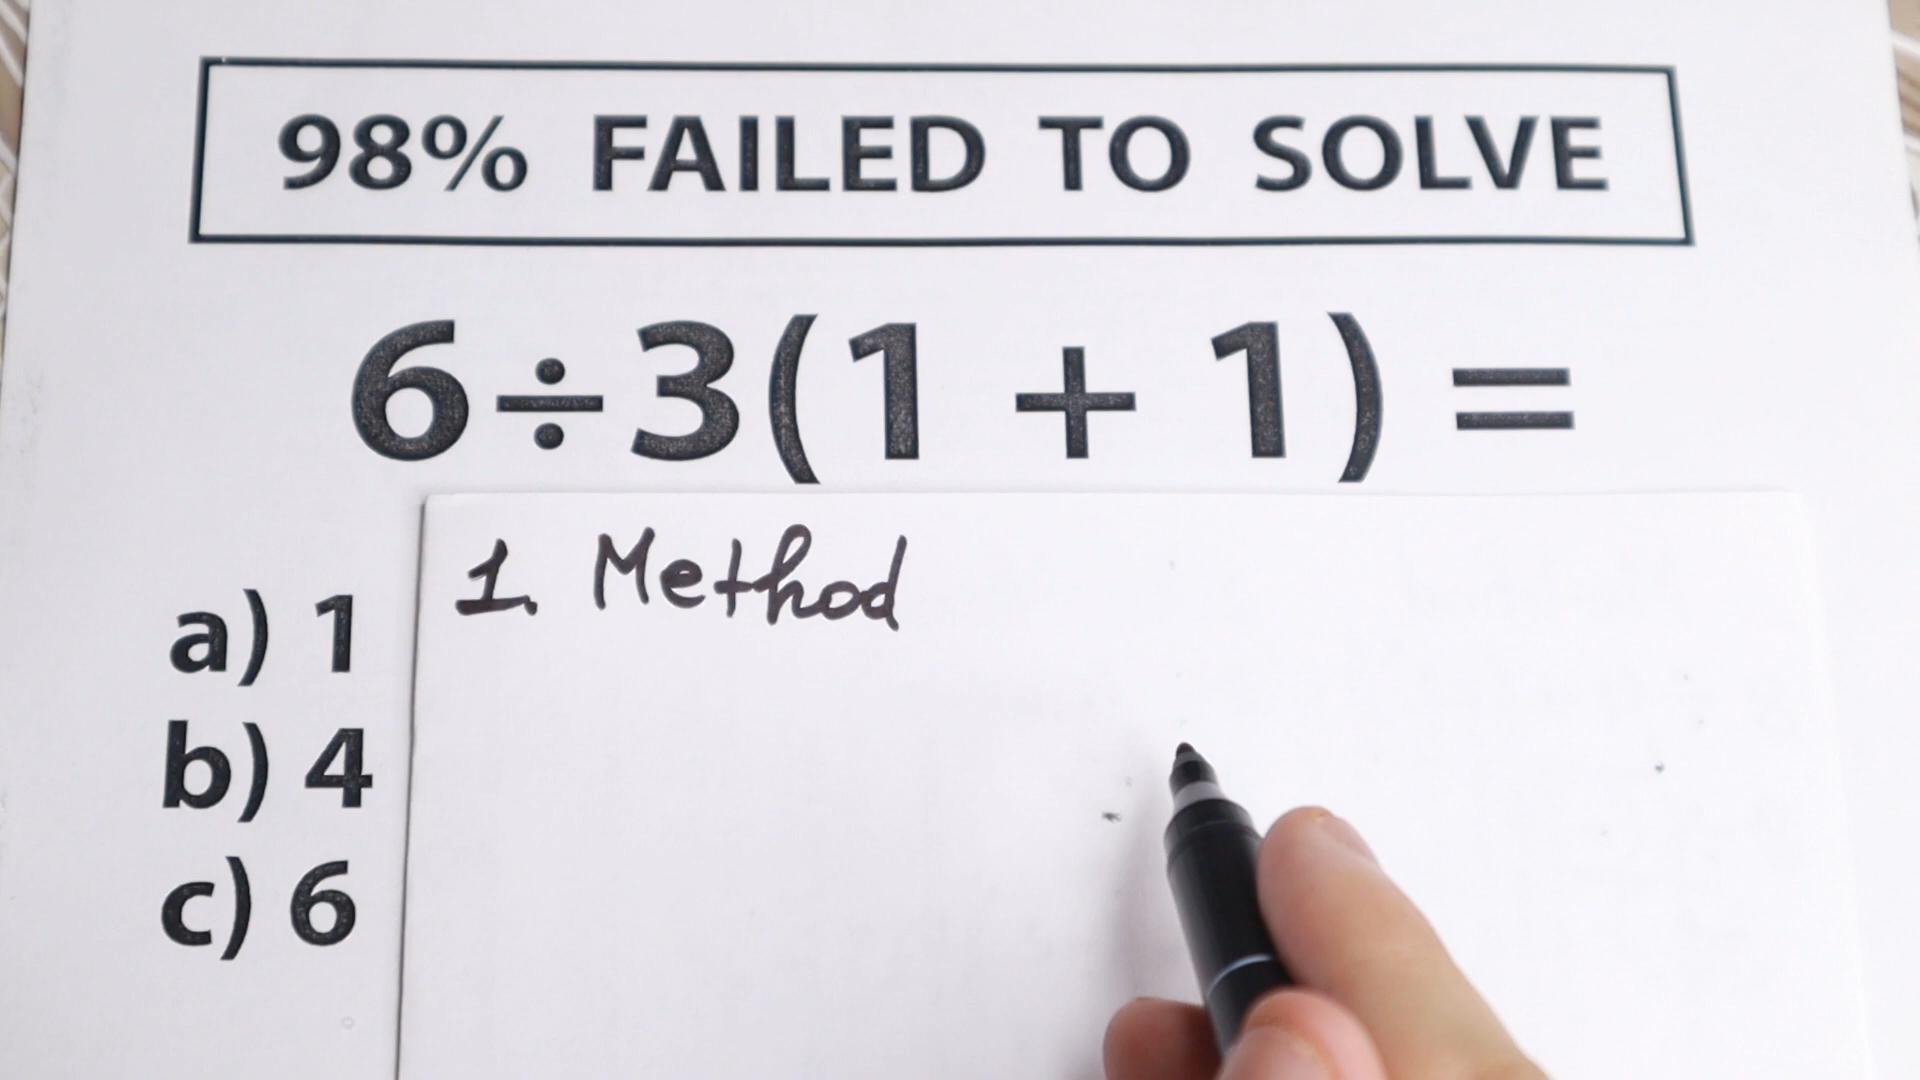 98% FAILED TO SOLVE
6÷3(1 + 1) =
1. Method
a) 1
b) 4
c) 6